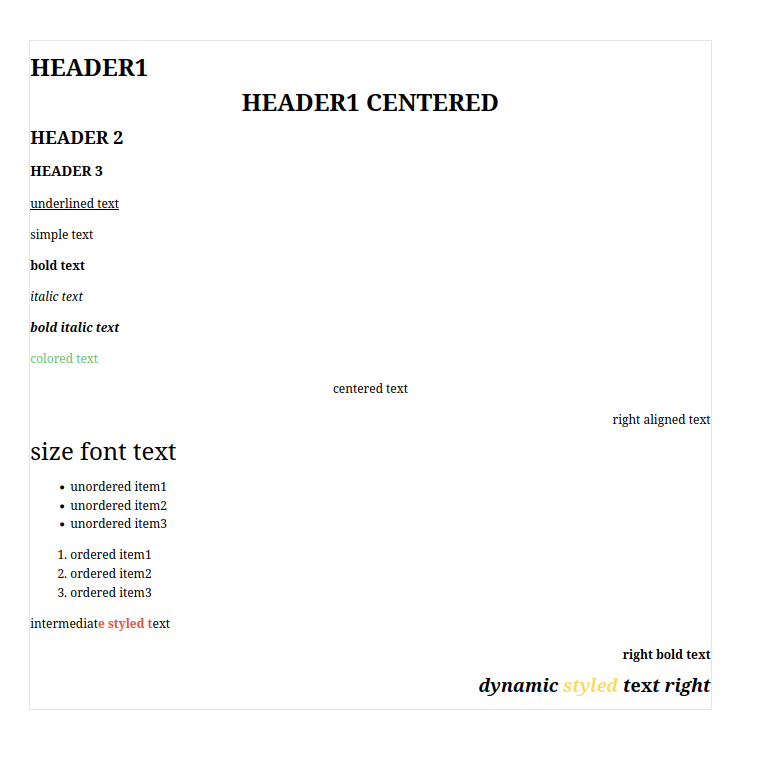 HEADER1
HEADER1 CENTERED
HEADER 2
HEADER 3
underlined text
simple text
bold text
italic text
bold italic text
colored text
centered text
right aligned text
size font text
• unordered item1
• unordered item2
• unordered item3
1. ordered item1
2. ordered item2
3. ordered item3
intermediate styled text
right bold text
dynamic styled text right